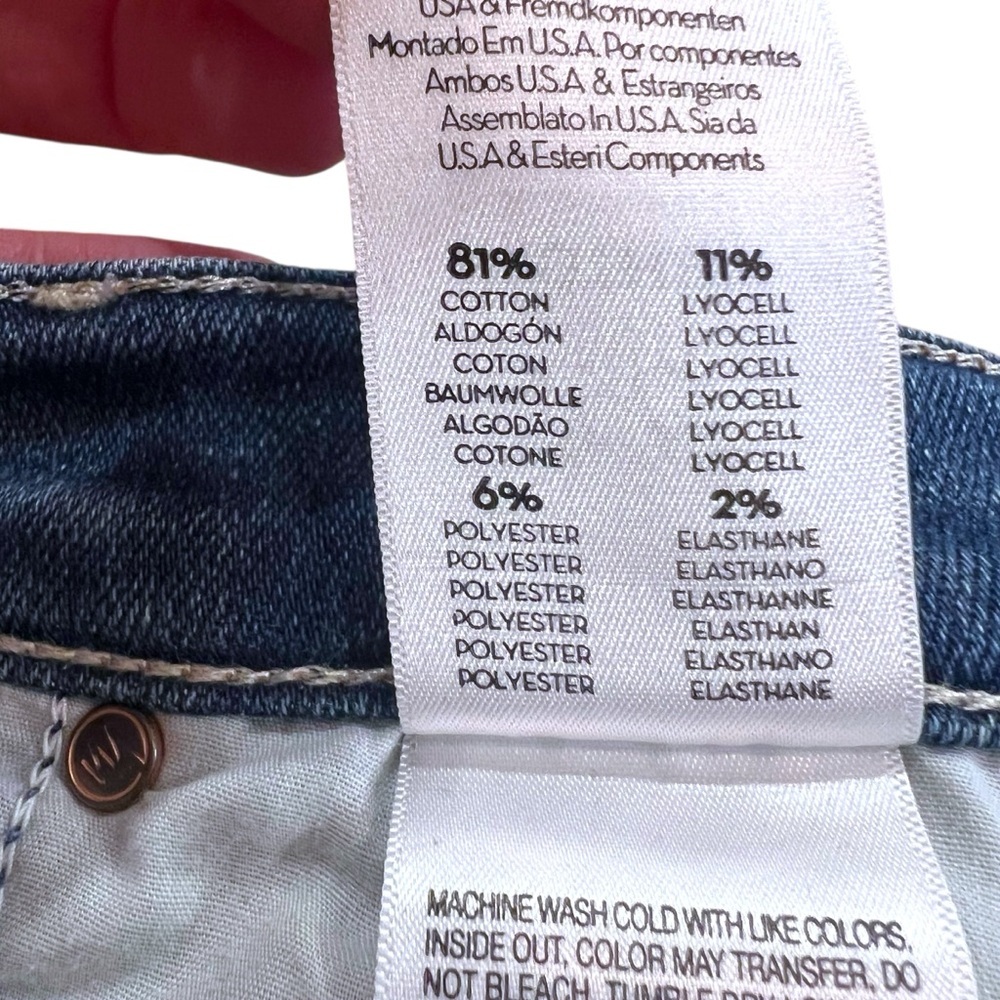 USA & Fremdkomponenten
Montado Em U.S.A. Por componentes
Ambos U.S.A & Estrangeiros
Assemblato In U.S.A. Sia da
U.S.A & Esteri Components
81% 11%
COTTON LYOCELL
ALDOGÓN LYOCELL
COTON LYOCELL
BAUMWOLLE LYOCELL
ALGODÃO LYOCELL
COTONE LYOCELL
6% 2%
POLYESTER ELASTHANE
POLYESTER ELASTHANO
POLYESTER ELASTHANNE
POLYESTER ELASTHAN
POLYESTER ELASTHANO
POLYESTER ELASTHANE
MACHINE WASH COLD WITH LIKE COLORS,
INSIDE OUT, COLOR MAY TRANSFER, DO
NOT BLEACH, TUMBLE